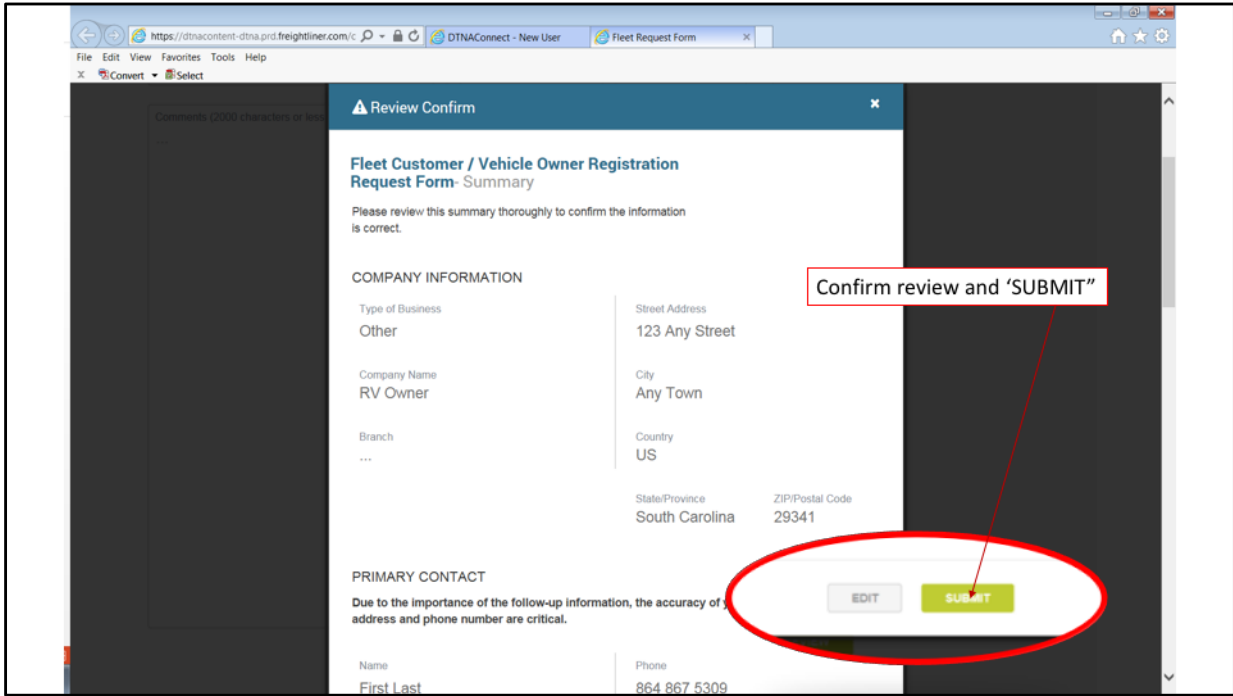 https://dtnacontent-dtna.prd.freightliner.com/c
DTNAConnect - New User
Fleet Request Form
File Edit View Favorites Tools Help
x Convert Select
Comments (2000 characters or less
...
Review Confirm
Fleet Customer / Vehicle Owner Registration
Request Form- Summary
Please review this summary thoroughly to confirm the information
is correct.
COMPANY INFORMATION
Confirm review and ‘SUBMIT”
Type of Business
Other
Street Address
123 Any Street
Company Name
RV Owner
City
Any Town
Branch
...
Country
US
State/Province
South Carolina
ZIP/Postal Code
29341
PRIMARY CONTACT
Due to the importance of the follow-up information, the accuracy of
address and phone number are critical.
EDIT
SUBMIT
Name
First Last
Phone
864 867 5309